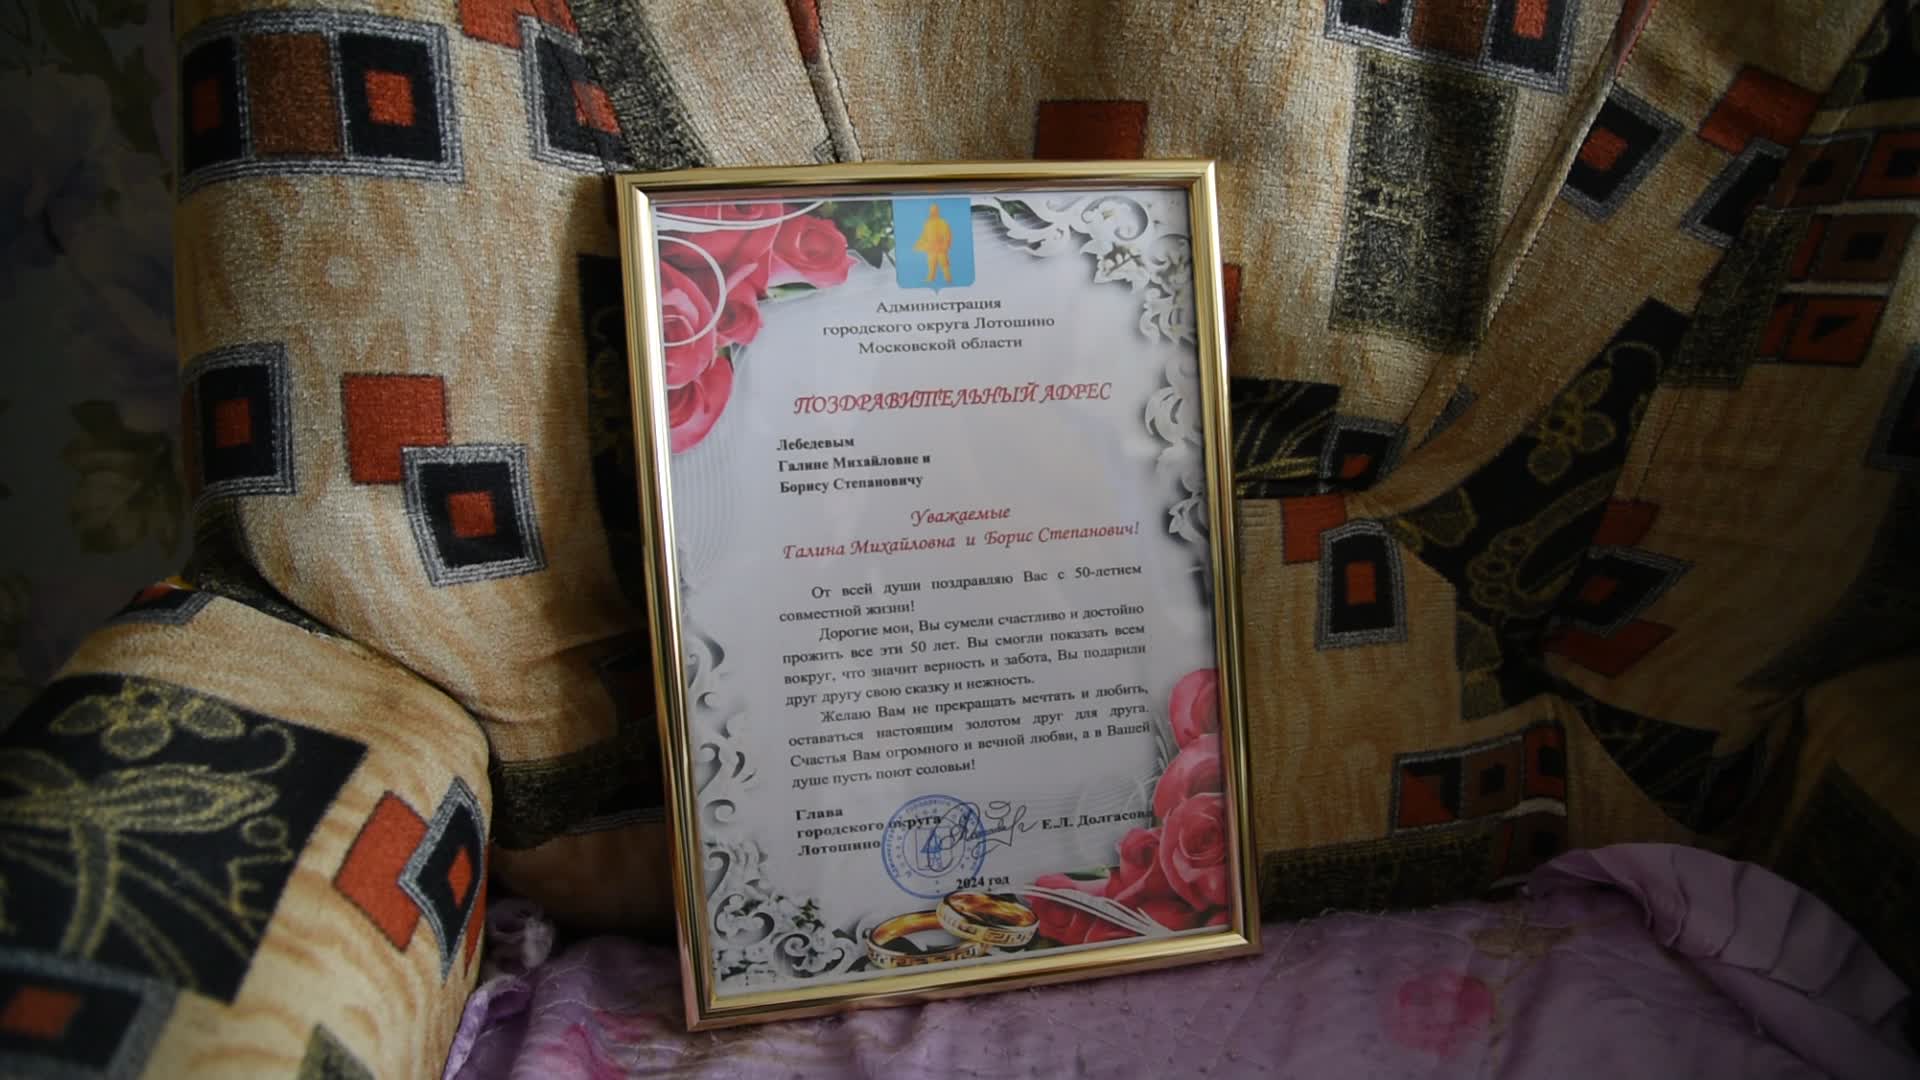 Администрация
городского округа Лотошино
Московской области
ПОЗДРАВИТЕЛЬНЫЙ АДРЕС
Лебедевым
Галине Михайловне и
Борису Степановичу
Уважаемые
Галина Михайловна и Борис Степанович!
От всей души поздравляю Вас с 50-летием
совместной жизни!
Дорогие мои, Вы сумели счастливо и достойно
прожить все эти 50 лет. Вы смогли показать всем
вокруг, что значит верность и забота, Вы подарили
друг другу свою сказку и нежность.
Желаю Вам не прекращать мечтать и любить,
оставаться настоящим золотом друг для друга.
Счастья Вам огромного и вечной любви, а в Вашей
душе пусть поют соловьи!
Глава
городского округа
Лотошино
Е.Л. Долгасова
2024 год